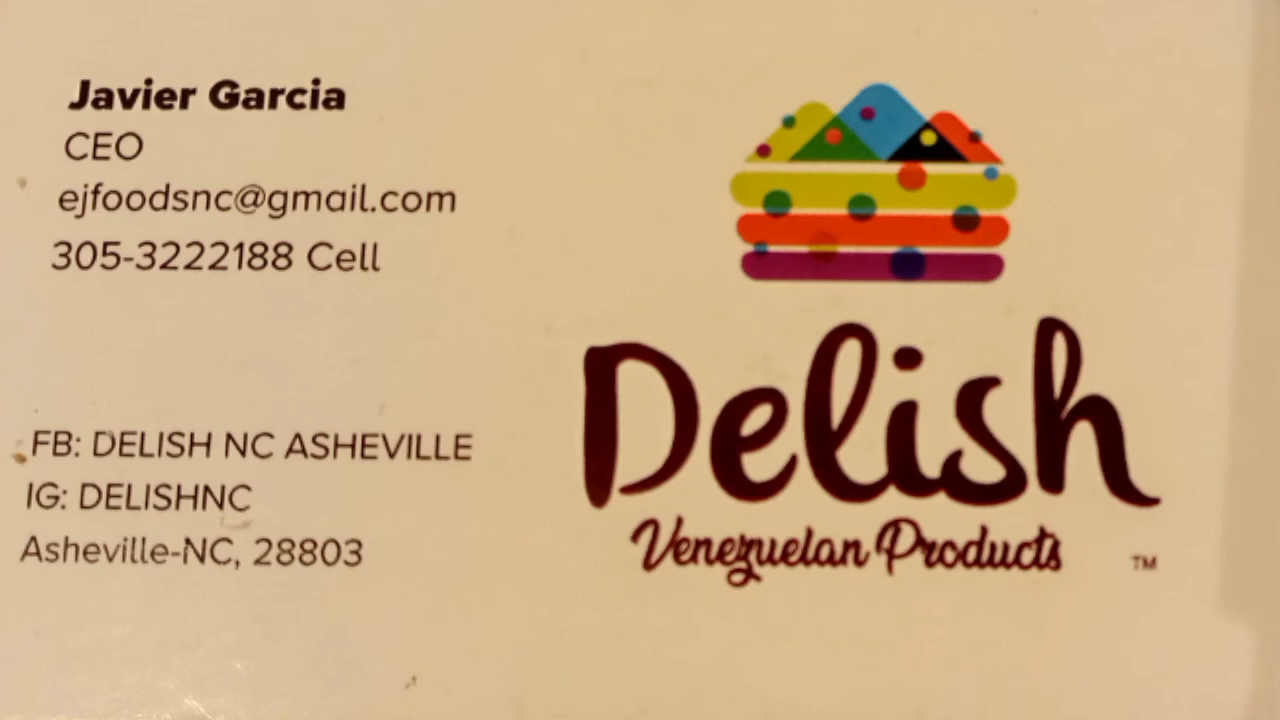 Javier Garcia
CEO
ejfoodsnc@gmail.com
305-3222188 Cell
FB: DELISH NC ASHEVILLE
IG: DELISHNC
Asheville-NC, 28803
Delish
Venezuelan Products
TM